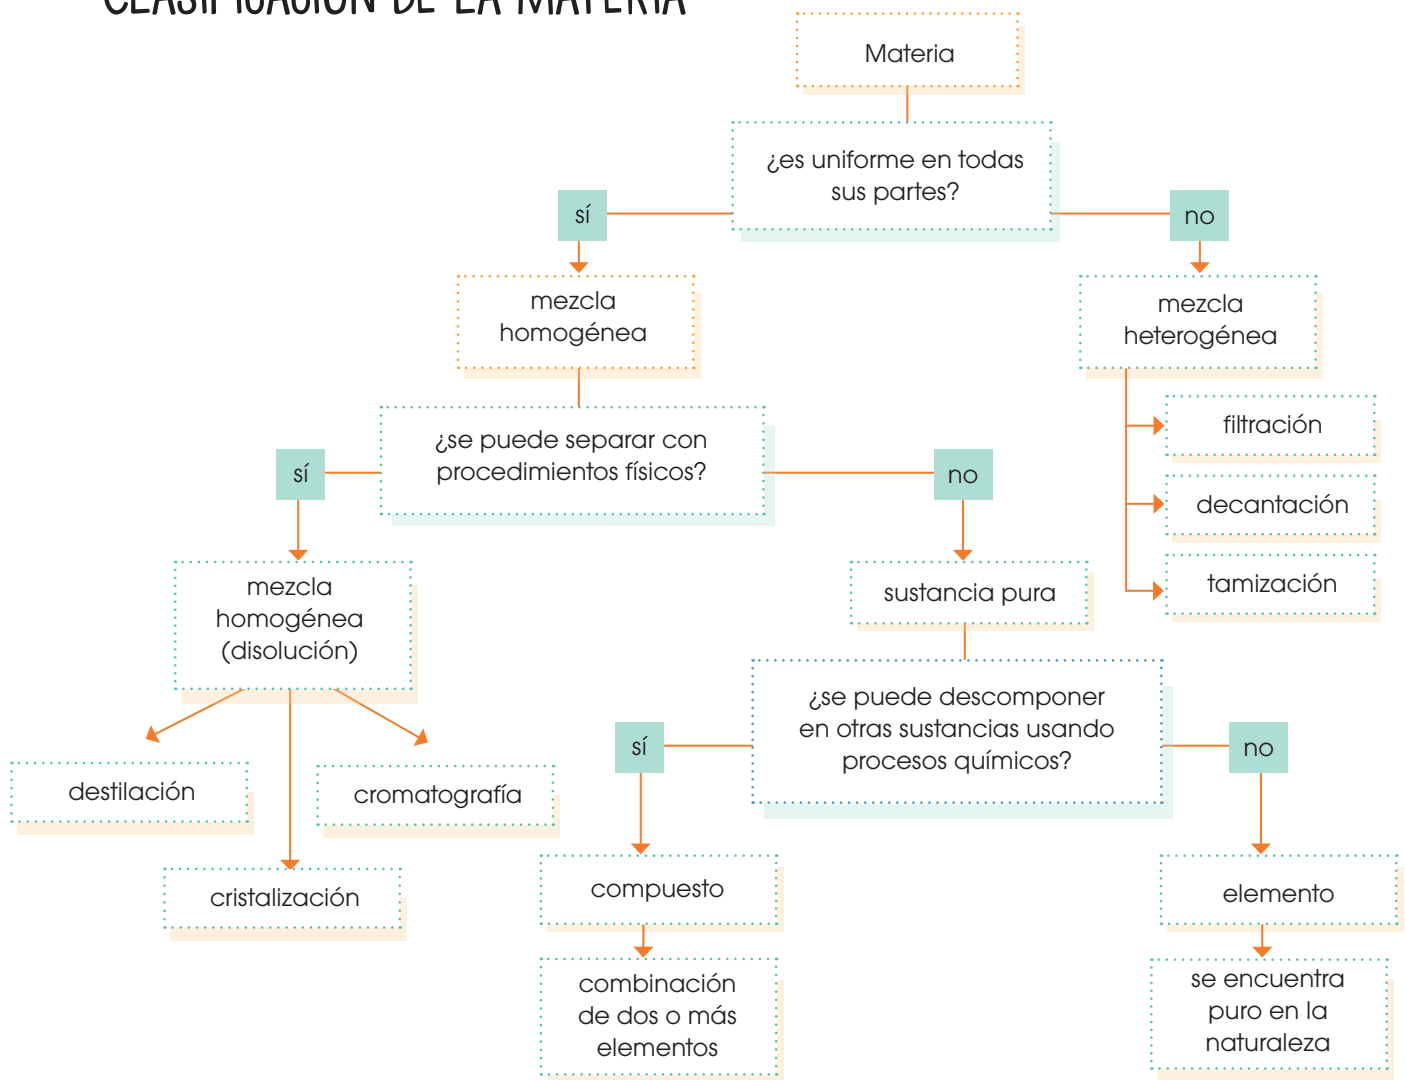 CLASIFICACIÓN DE LA MATERIA
Materia
¿es uniforme en todas
sus partes?
sí
no
mezcla
homogénea
mezcla
heterogénea
¿se puede separar con
procedimientos físicos?
sí
no
filtración
decantación
tamización
mezcla
homogénea
(disolución)
sustancia pura
¿se puede descomponer
en otras sustancias usando
procesos químicos?
sí
no
destilación
cromatografía
cristalización
compuesto
elemento
combinación
de dos o más
elementos
se encuentra
puro en la
naturaleza